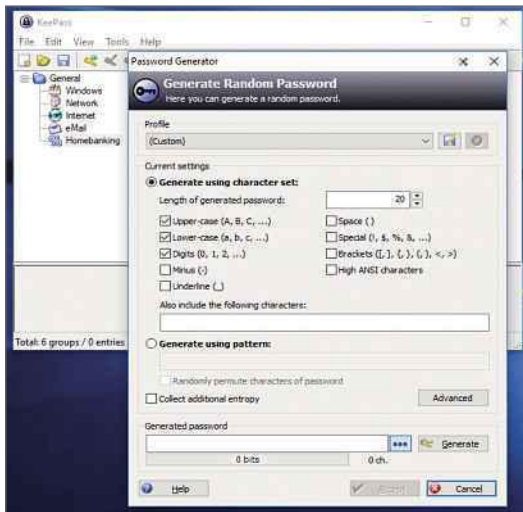 KeePass
File Edit View Tools Help
General
Windows
Network
Internet
eMail
Homebanking
Total: 6 groups / 0 entries
Password Generator
Generate Random Password
Here you can generate a random password.
Profile
(Custom)
Current settings
Generate using character set:
Length of generated password: 20
Upper-case (A, B, C, ...) Space ( )
Lower-case (a, b, c, ...) Special (!, $, %, &, ...)
Digits (0, 1, 2, ...) Brackets ([, ], {, }, (, ), <, >)
Minus (-) High ANSI characters
Underline (_)
Also include the following characters:
Generate using pattern:
Randomly permute characters of password
Collect additional entropy Advanced
Generated password
Generate
0 bits 0 ch.
Help Cancel